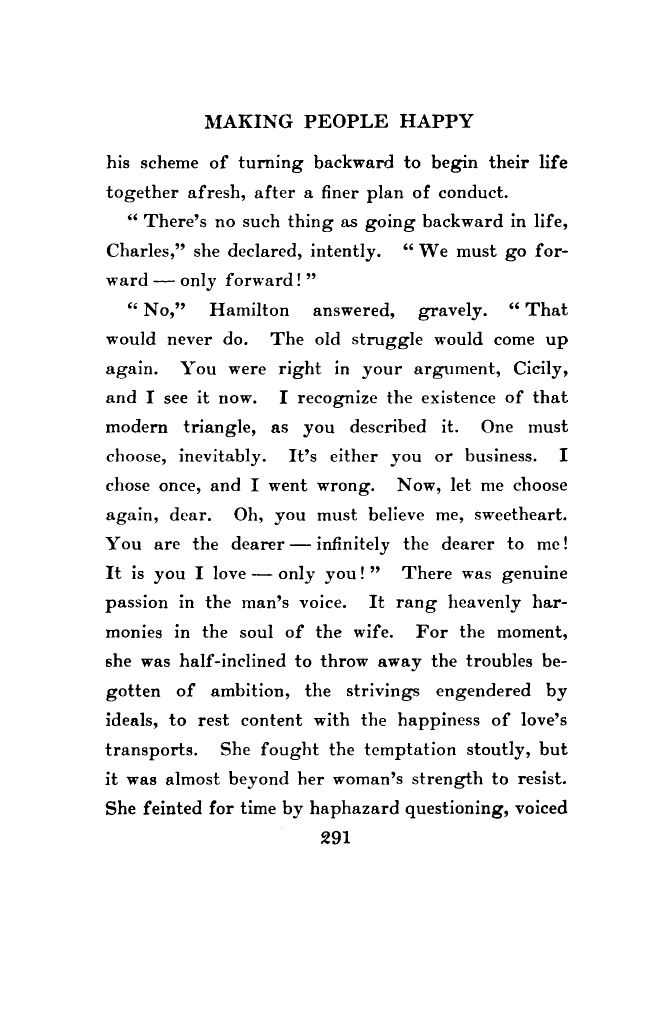 MAKING PEOPLE HAPPY
his scheme of turning backward to begin their life
together afresh, after a finer plan of conduct.
“ There’s no such thing as going backward in life,
Charles,” she declared, intently. “ We must go for-
ward — only forward! ”
“ No,” Hamilton answered, gravely. “ That
would never do. The old struggle would come up
again. You were right in your argument, Cicily,
and I see it now. I recognize the existence of that
modern triangle, as you described it. One must
choose, inevitably. It’s either you or business. I
chose once, and I went wrong. Now, let me choose
again, dear. Oh, you must believe me, sweetheart.
You are the dearer — infinitely the dearer to me!
It is you I love — only you! ” There was genuine
passion in the man’s voice. It rang heavenly har-
monies in the soul of the wife. For the moment,
she was half-inclined to throw away the troubles be-
gotten of ambition, the strivings engendered by
ideals, to rest content with the happiness of love’s
transports. She fought the temptation stoutly, but
it was almost beyond her woman’s strength to resist.
She feinted for time by haphazard questioning, voiced
291